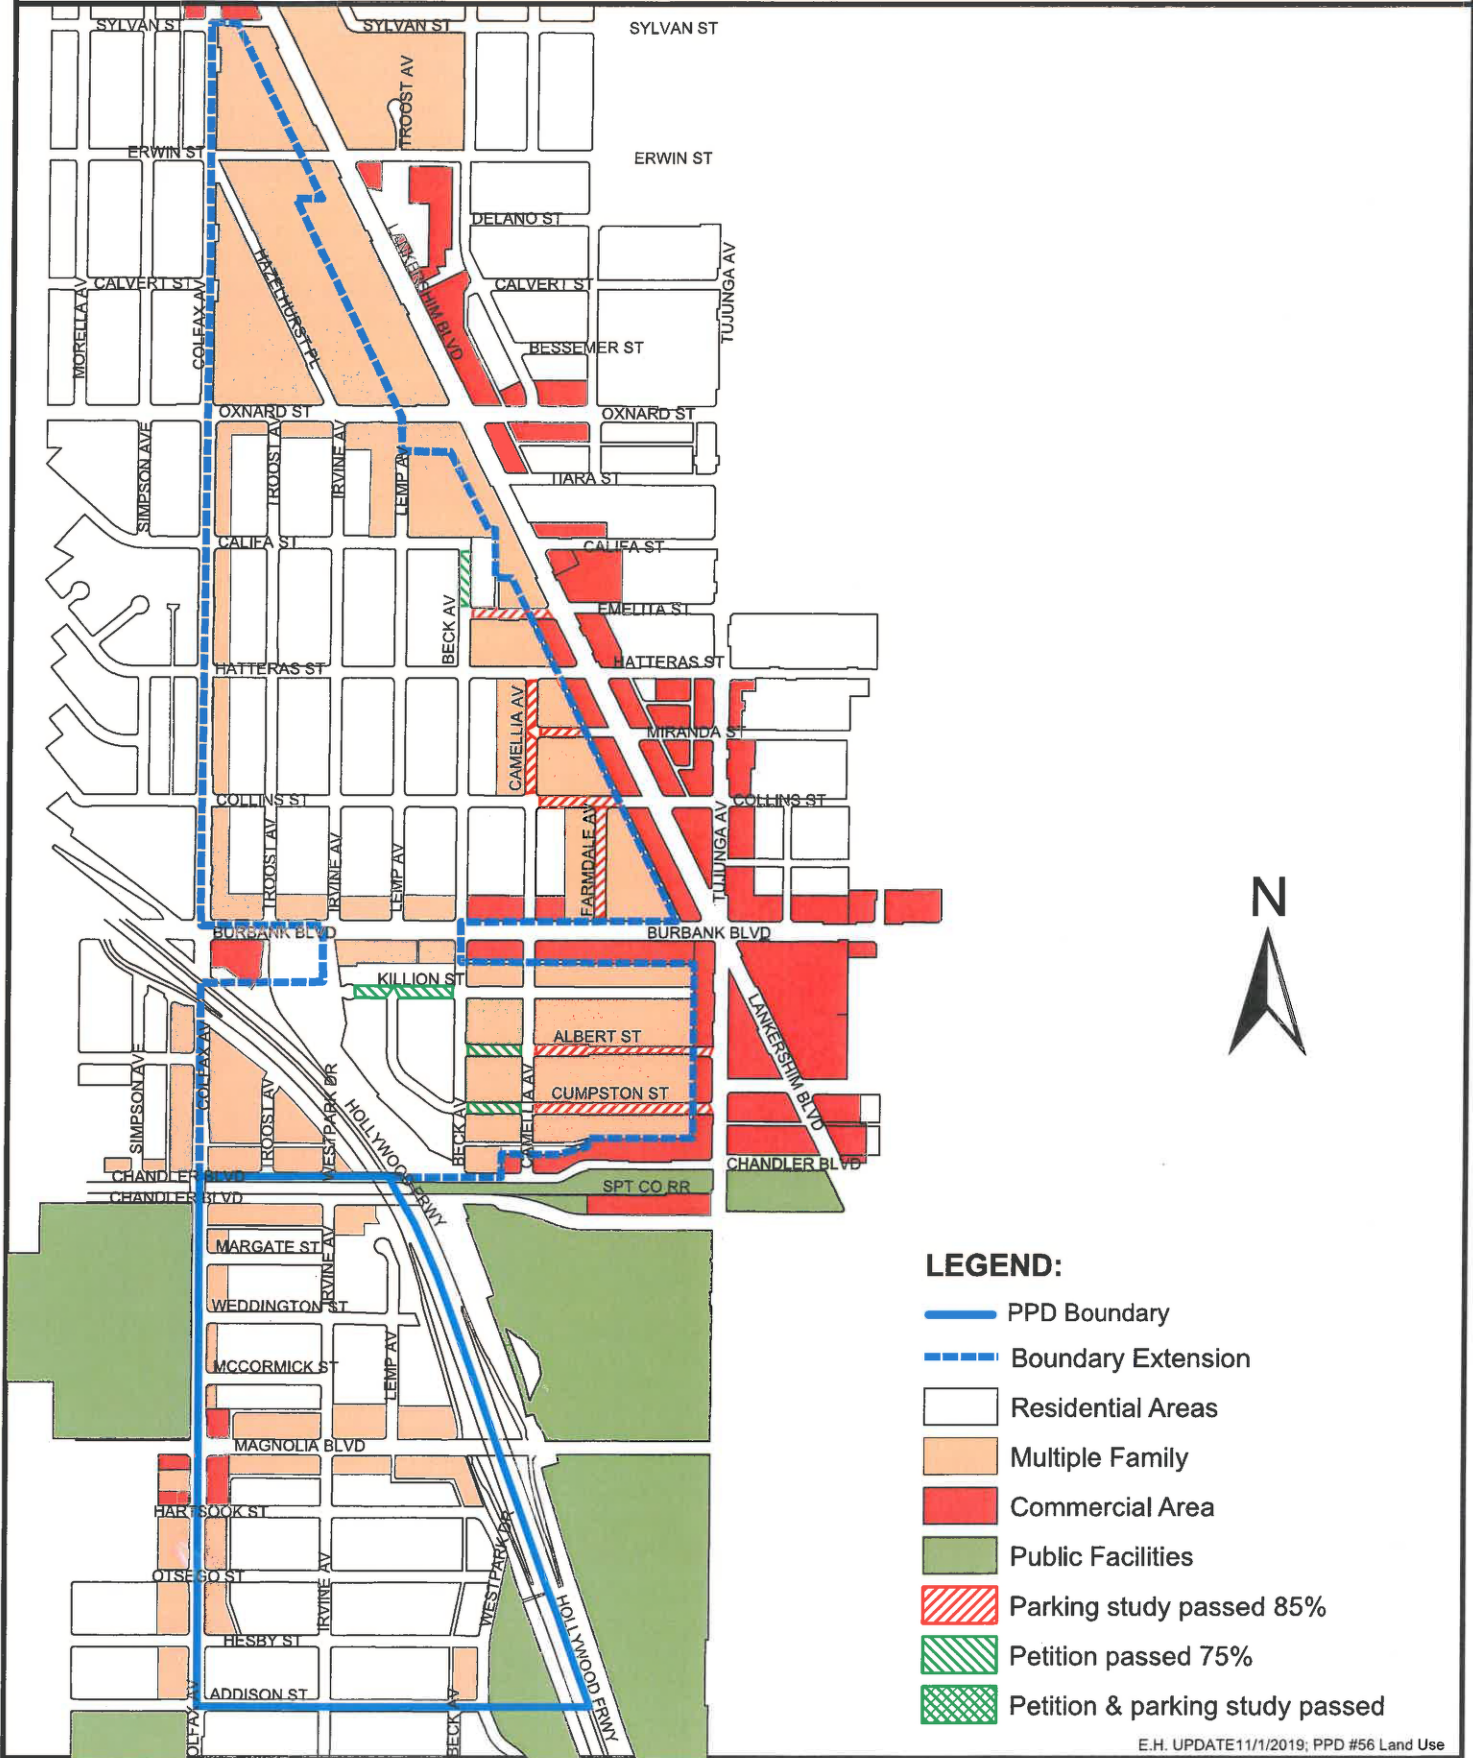 SYLVAN ST
SYLVAN ST
SYLVAN ST
TROOST AV
ERWIN ST
ERWIN ST
DELANO ST
LANKERSHIM BLVD
HAZELHURST PL
TUJUNGA AV
CALVERT ST
CALVERT ST
MORELLA AV
COLFAX AV
BESSEMER ST
OXNARD ST
OXNARD ST
SIMPSON AVE
TROOST AV
IRVINE AV
LEMP AV
TIARA ST
CALIFA ST
CALIFA ST
EMELITA ST
BECK AV
HATTERAS ST
HATTERAS ST
CAMELLIA AV
MIRANDA ST
COLLINS ST
COLLINS ST
TROOST AV
IRVINE AV
LEMP AV
FARMDALE AV
TUJUNGA AV
BURBANK BLVD
BURBANK BLVD
N
KILLION ST
LANKERSHIM BLVD
ALBERT ST
COLFAX AV
SIMPSON AVE
TROOST AV
WESTPARK DR
HOLLYWOOD FRWY
BECK AV
CAMELLIA AV
CUMPSTON ST
CHANDLER BLVD
CHANDLER BLVD
CHANDLER BLVD
SPT CO RR
MARGATE ST
IRVINE AV
WEDDINGTON ST
LEMP AV
MCCORMICK ST
MAGNOLIA BLVD
HARTSOOK ST
OTSEGO ST
IRVINE AV
WESTPARK DR
HOLLYWOOD FRWY
HESBY ST
ADDISON ST
OLFAX AV
BECK AV
LEGEND:
PPD Boundary
Boundary Extension
Residential Areas
Multiple Family
Commercial Area
Public Facilities
Parking study passed 85%
Petition passed 75%
Petition & parking study passed
E.H. UPDATE11/1/2019; PPD #56 Land Use